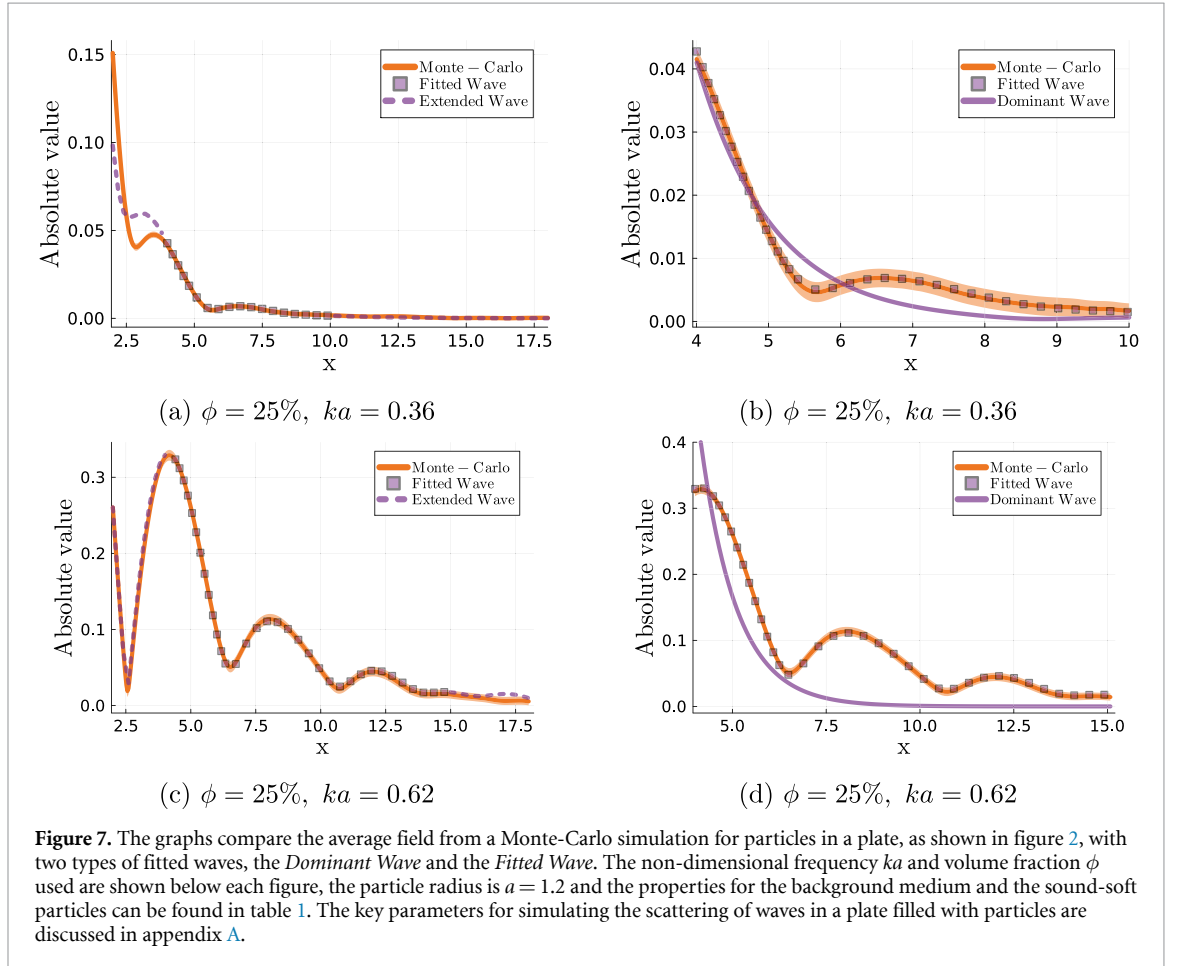 0.15
0.10
0.05
0.00
Absolute value
Monte – Carlo
Fitted Wave
Extended Wave
2.5 5.0 7.5 10.0 12.5 15.0 17.5
x
(a) ϕ = 25%, ka = 0.36
0.04
0.03
0.02
0.01
0.00
Absolute value
Monte – Carlo
Fitted Wave
Dominant Wave
4 5 6 7 8 9 10
x
(b) ϕ = 25%, ka = 0.36
0.3
0.2
0.1
0.0
Absolute value
Monte – Carlo
Fitted Wave
Extended Wave
2.5 5.0 7.5 10.0 12.5 15.0 17.5
x
(c) ϕ = 25%, ka = 0.62
0.4
0.3
0.2
0.1
0.0
Absolute value
Monte – Carlo
Fitted Wave
Dominant Wave
5.0 7.5 10.0 12.5 15.0
x
(d) ϕ = 25%, ka = 0.62
Figure 7. The graphs compare the average field from a Monte-Carlo simulation for particles in a plate, as shown in figure 2, with
two types of fitted waves, the Dominant Wave and the Fitted Wave. The non-dimensional frequency ka and volume fraction ϕ
used are shown below each figure, the particle radius is a = 1.2 and the properties for the background medium and the sound-soft
particles can be found in table 1. The key parameters for simulating the scattering of waves in a plate filled with particles are
discussed in appendix A.